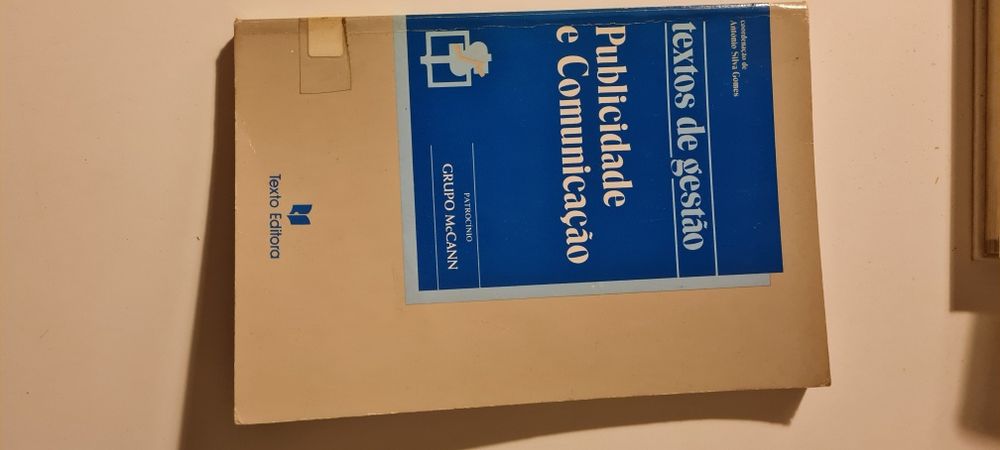 coordenação de
António Silva Gomes
textos de gestão
Publicidade
e Comunicação
PATROCÍNIO
GRUPO McCANN
Texto Editora